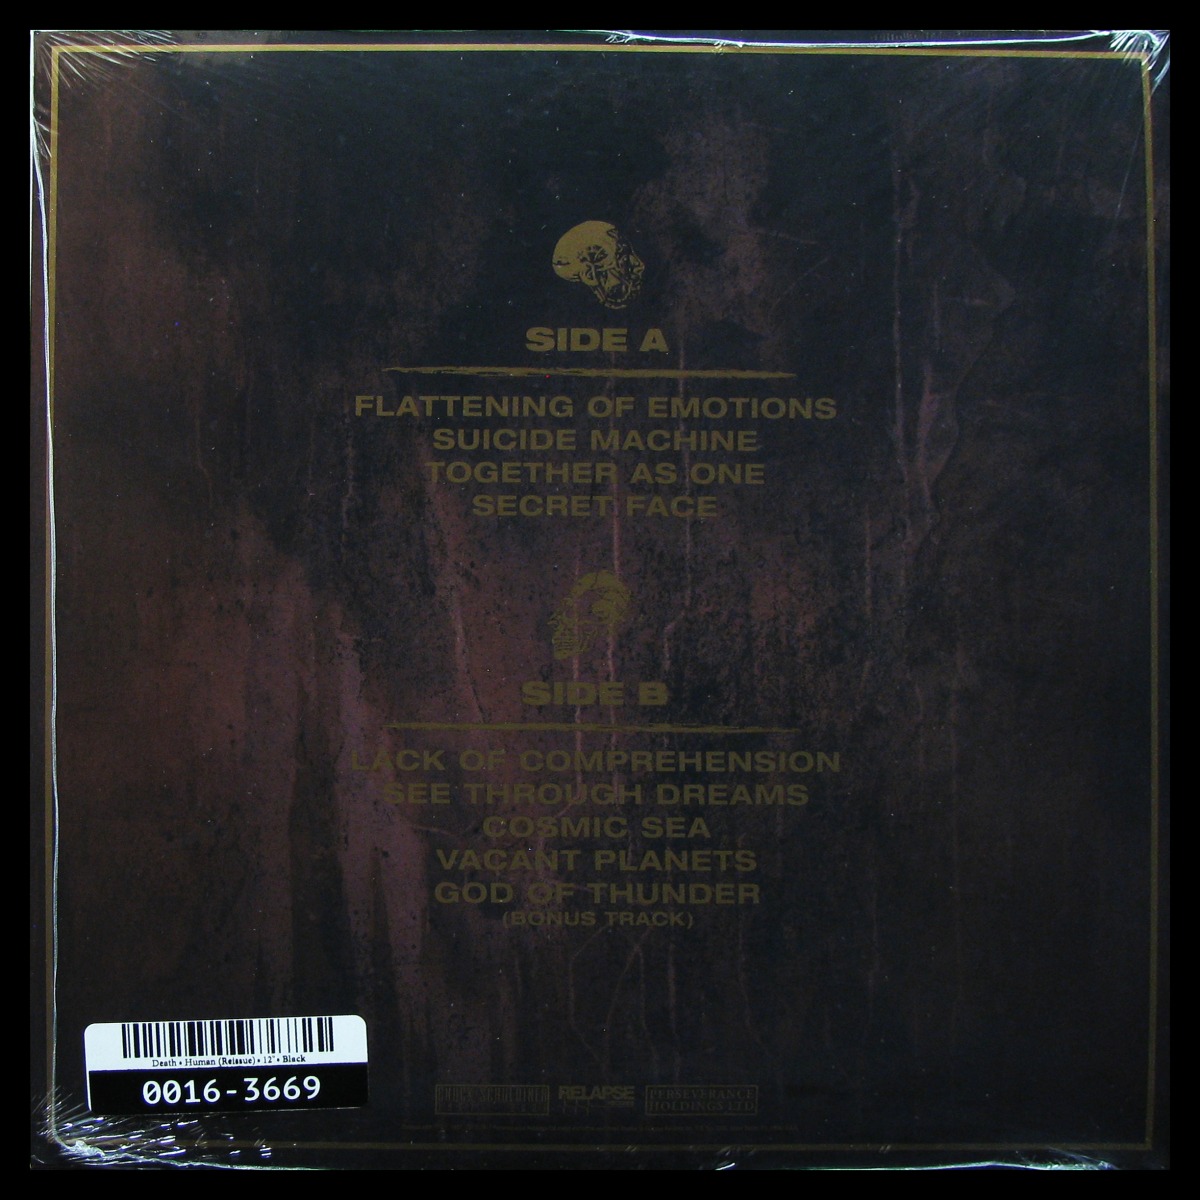 SIDE A
FLATTENING OF EMOTIONS
SUICIDE MACHINE
TOGETHER AS ONE
SECRET FACE
SIDE B
LACK OF COMPREHENSION
SEE THROUGH DREAMS
COSMIC SEA
VACANT PLANETS
GOD OF THUNDER
(BONUS TRACK)
Death • Human (Reissue) • 12" • Black
0016-3669
CHUCK SCHULDINER
RELAPSE
PERSEVERANCE
HOLDINGS LTD